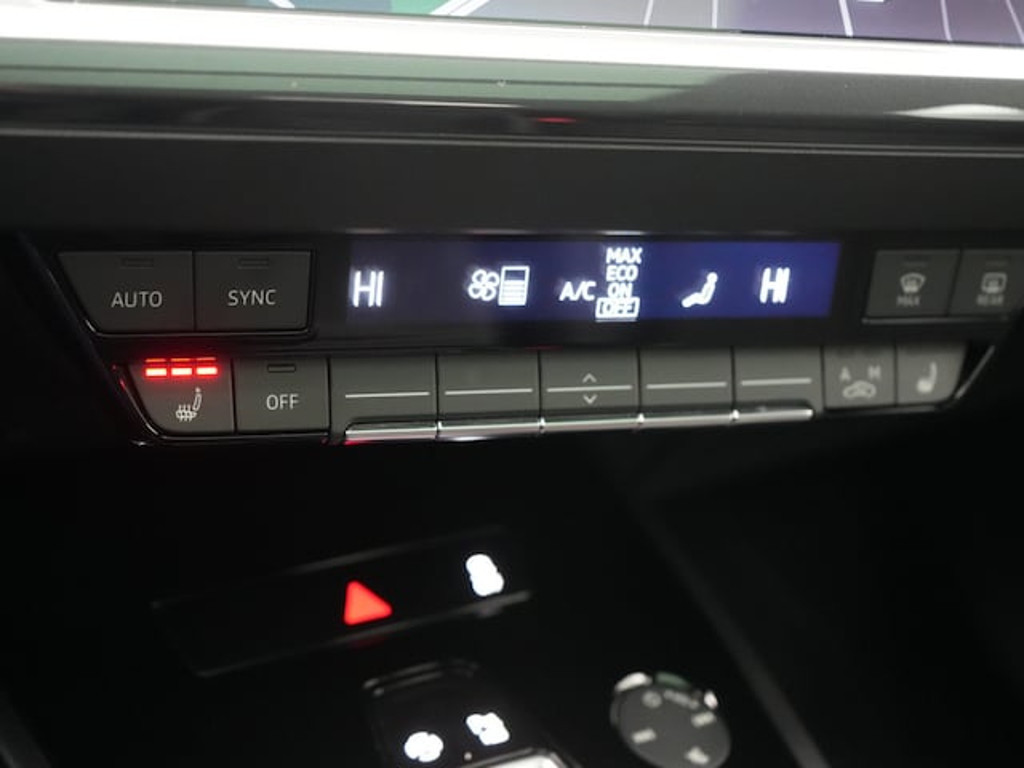 AUTO
SYNC
HI
A/C
MAX
ECO
ON
OFF
HI
MAX
REAR
OFF
A M